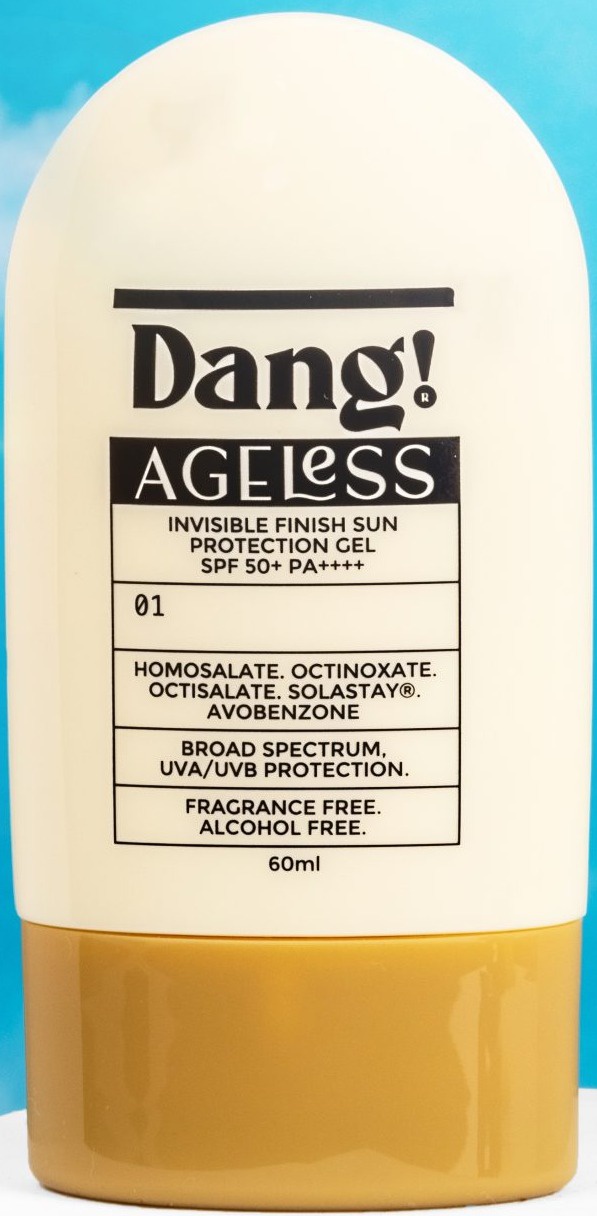 Dang!®
AGELESS
INVISIBLE FINISH SUN
PROTECTION GEL
SPF 50+ PA++++
01
HOMOSALATE. OCTINOXATE.
OCTISALATE. SOLASTAY®.
AVOBENZONE
BROAD SPECTRUM,
UVA/UVB PROTECTION.
FRAGRANCE FREE.
ALCOHOL FREE.
60ml